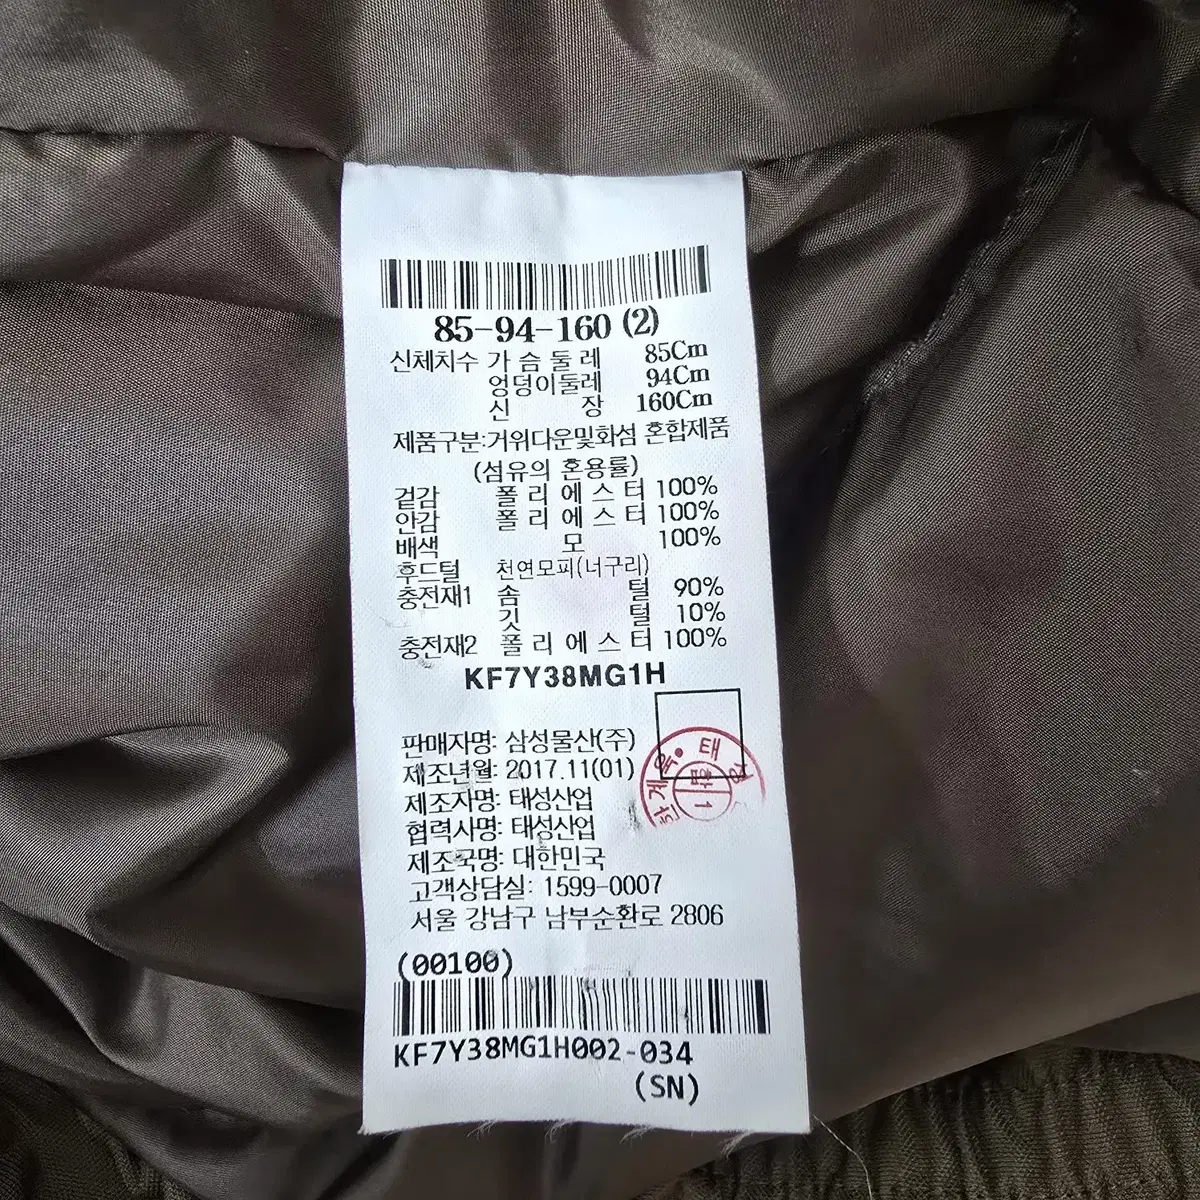 85-94-160 (2)
신체치수 가 슴 둘 레 85Cm
엉덩이둘레 94Cm
신 장 160Cm
제품구분:거위다운및화섬 혼합제품
(섬유의 혼용률)
겉감 폴 리 에 스 터 100%
안감 폴 리 에 스 터 100%
배색 모 100%
후드털 천연모피(너구리)
충전재1 솜 털 90%
깃 털 10%
충전재2 폴 리 에 스 터 100%
KF7Y38MG1H
판매자명: 삼성물산(주)
제조년월: 2017.11(01)
제조자명: 태성산업
협력사명: 태성산업
제조국명: 대한민국
고객상담실: 1599-0007
서울 강남구 남부순환로 2806
(00100)
KF7Y38MG1H002-034
(SN)